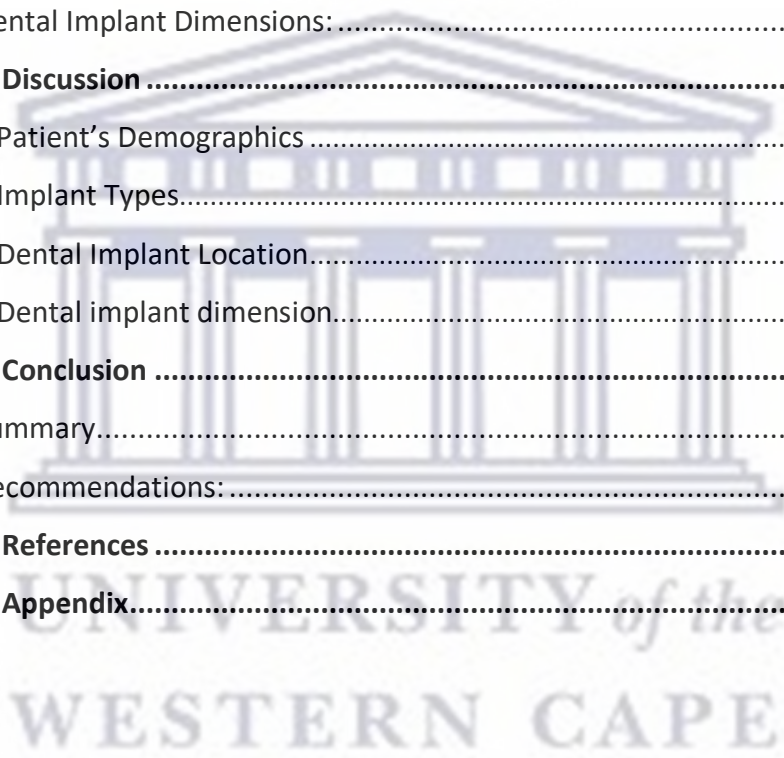 ental Implant Dimensions: ........................................................
Discussion ........................................................................
Patient’s Demographics ........................................................
Implant Types........................................................................
Dental Implant Location........................................................
Dental implant dimension........................................................
Conclusion ........................................................................
ummary........................................................................
ecommendations: ........................................................
References ........................................................................
Appendix........................................................................
UNIVERSITY of the
WESTERN CAPE